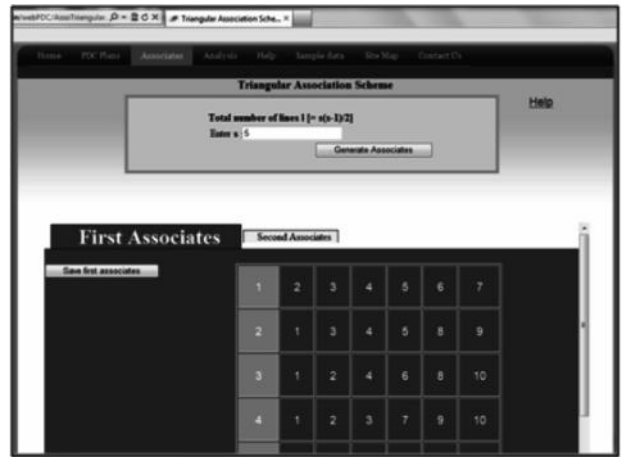 w/webPDC/AssoTriangular
Triangular Association Sche...
Home PDC Plans Associates Analysis Help Sample data Site Map Contact Us
Triangular Association Scheme
Help
Total number of lines l [= s(s-1)/2]
Enter s 5
Generate Associates
First Associates Second Associates
Save first associates
1 2 3 4 5 6 7
2 1 3 4 5 8 9
3 1 2 4 6 8 10
4 1 2 3 7 9 10